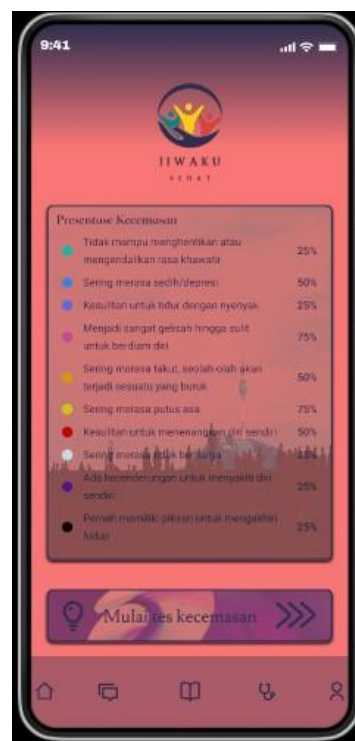 9:41
JIWAKU
SEHAT
Presentase Kecemasan
Tidak mampu menghentikan atau
mengendalikan rasa khawatir
25%
Sering merasa sedih/depresi
50%
Kesulitan untuk tidur dengan nyenyak
25%
Menjadi sangat gelisah hingga sulit
untuk berdiam diri
75%
Sering merasa takut, seolah-olah akan
terjadi sesuatu yang buruk
50%
Sering merasa putus asa
75%
Kesulitan untuk menenangkan diri sendiri
50%
Sering merasa tidak berharga
25%
Ada kecenderungan untuk menyakiti diri
sendiri
25%
Pernah memiliki pikiran untuk mengakhiri
hidup
25%
Mulai tes kecemasan